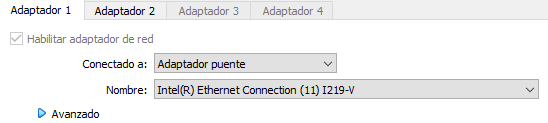 Adaptador 1 Adaptador 2 Adaptador 3 Adaptador 4
Habilitar adaptador de red
Conectado a: Adaptador puente
Nombre: Intel(R) Ethernet Connection (11) I219-V
Avanzado